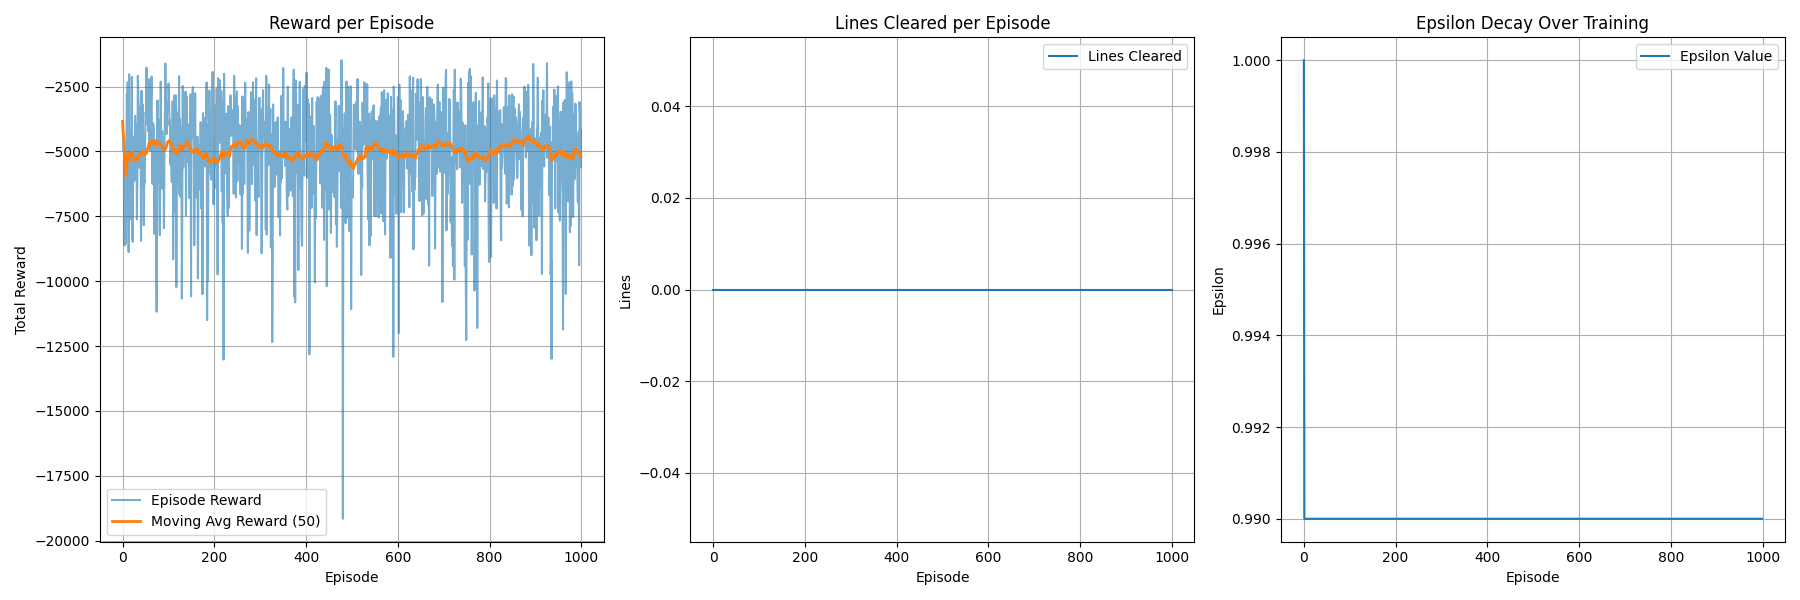 Reward per Episode
Total Reward
−2500
−5000
−7500
−10000
−12500
−15000
−17500
−20000
Episode Reward
Moving Avg Reward (50)
0 200 400 600 800 1000
Episode
Lines Cleared per Episode
Lines Cleared
Lines
0.04
0.02
0.00
−0.02
−0.04
0 200 400 600 800 1000
Episode
Epsilon Decay Over Training
Epsilon Value
Epsilon
1.000
0.998
0.996
0.994
0.992
0.990
0 200 400 600 800 1000
Episode